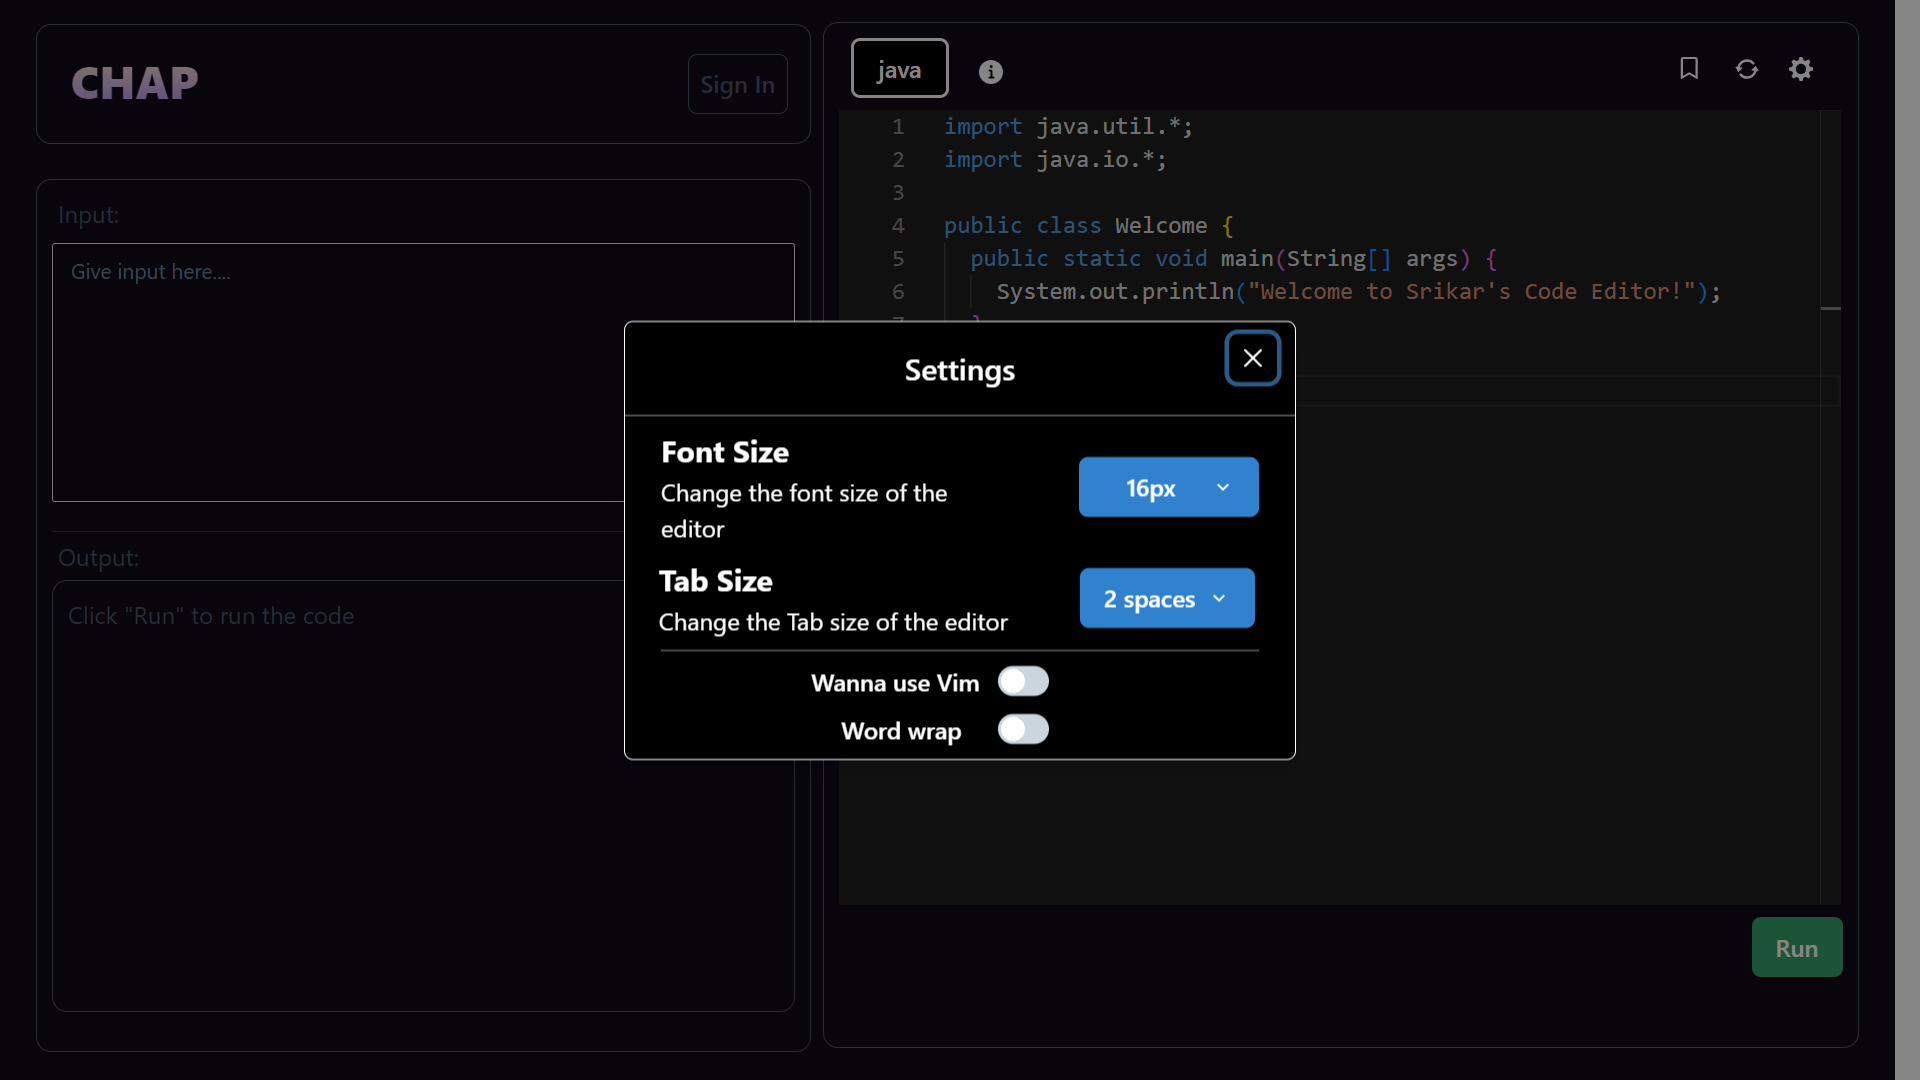 CHAP
Sign In
Input:
Give input here....
Output:
Click "Run" to run the code
java
1 import java.util.*;
2 import java.io.*;
3
4 public class Welcome {
5 public static void main(String[] args) {
6 System.out.println("Welcome to Srikar's Code Editor!");
Settings
Font Size
Change the font size of the
editor
16px
Tab Size
Change the Tab size of the editor
2 spaces
Wanna use Vim
Word wrap
Run